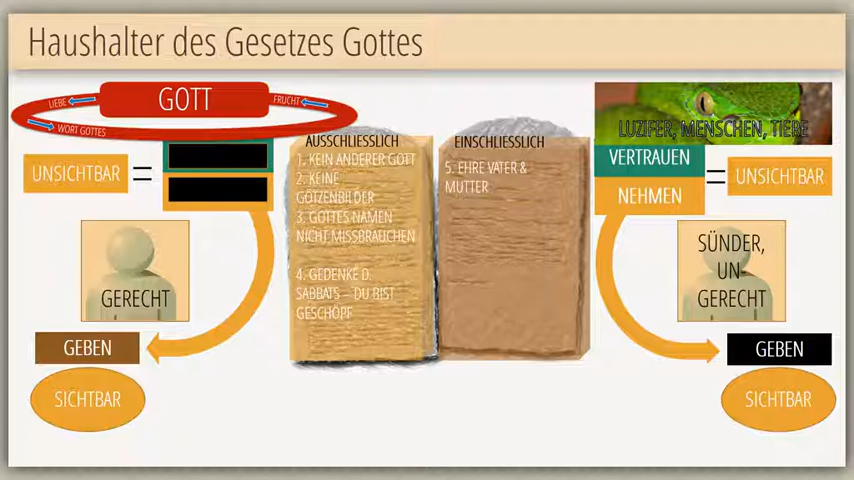 Haushalter des Gesetzes Gottes
LIEBE
GOTT
FRUCHT
WORT GOTTES
UNSICHTBAR
=
GERECHT
GEBEN
SICHTBAR
AUSSCHLIESSLICH
1. KEIN ANDERER GOTT
2. KEINE
GÖTZENBILDER
3. GOTTES NAMEN
NICHT MISSBRAUCHEN
4. GEDENKE D.
SABBATS – DU BIST
GESCHÖPF
EINSCHLIESSLICH
5. EHRE VATER &
MUTTER
LUZIFER, MENSCHEN, TIERE
VERTRAUEN
NEHMEN
=
UNSICHTBAR
SÜNDER,
UN-
GERECHT
GEBEN
SICHTBAR